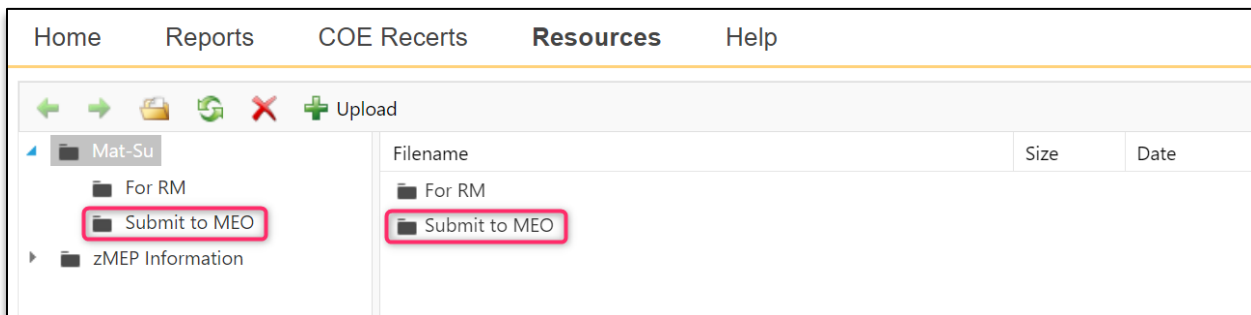 Home Reports COE Recerts Resources Help
Upload
Mat-Su
For RM
Submit to MEO
zMEP Information
Filename Size Date
For RM
Submit to MEO